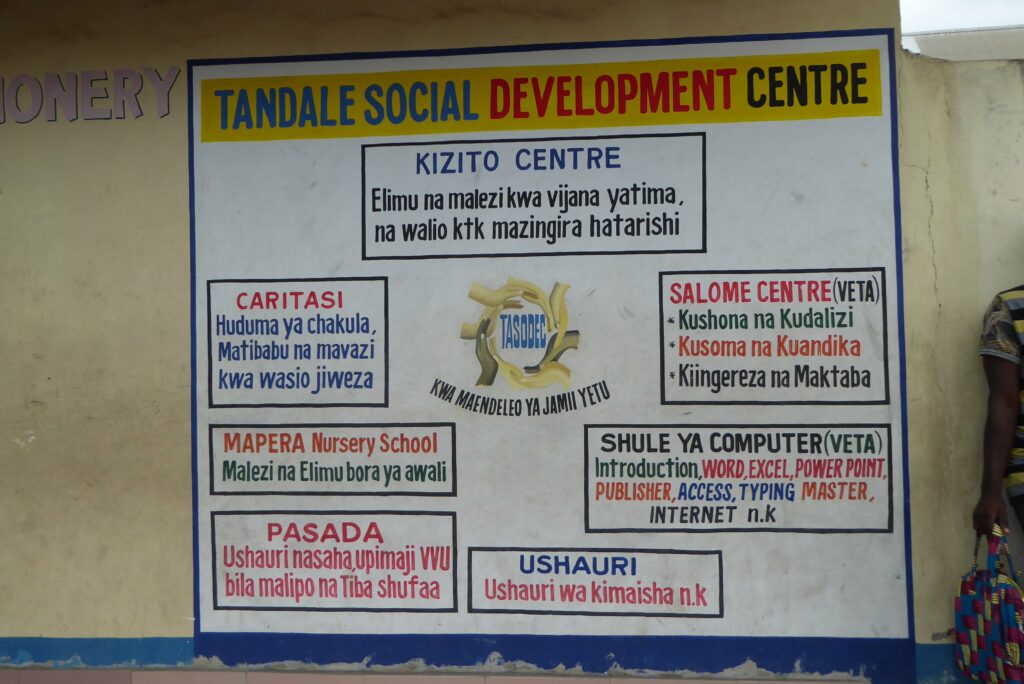 IONERY
TANDALE SOCIAL DEVELOPMENT CENTRE
KIZITO CENTRE
Elimu na malezi kwa vijana yatima,
na walio ktk mazingira hatarishi
CARITASI
Huduma ya chakula,
Matibabu na mavazi
kwa wasio jiweza
TASODEC
KWA MAENDELEO YA JAMII YETU
SALOME CENTRE (VETA)
* Kushona na Kudalizi
* Kusoma na Kuandika
* Kiingereza na Maktaba
MAPERA Nursery School
Malezi na Elimu bora ya awali
SHULE YA COMPUTER (VETA)
Introduction, WORD, EXCEL, POWER POINT,
PUBLISHER, ACCESS, TYPING MASTER,
INTERNET n.k
PASADA
Ushauri nasaha, upimaji VVU
bila malipo na Tiba shufaa
USHAURI
Ushauri wa kimaisha n.k